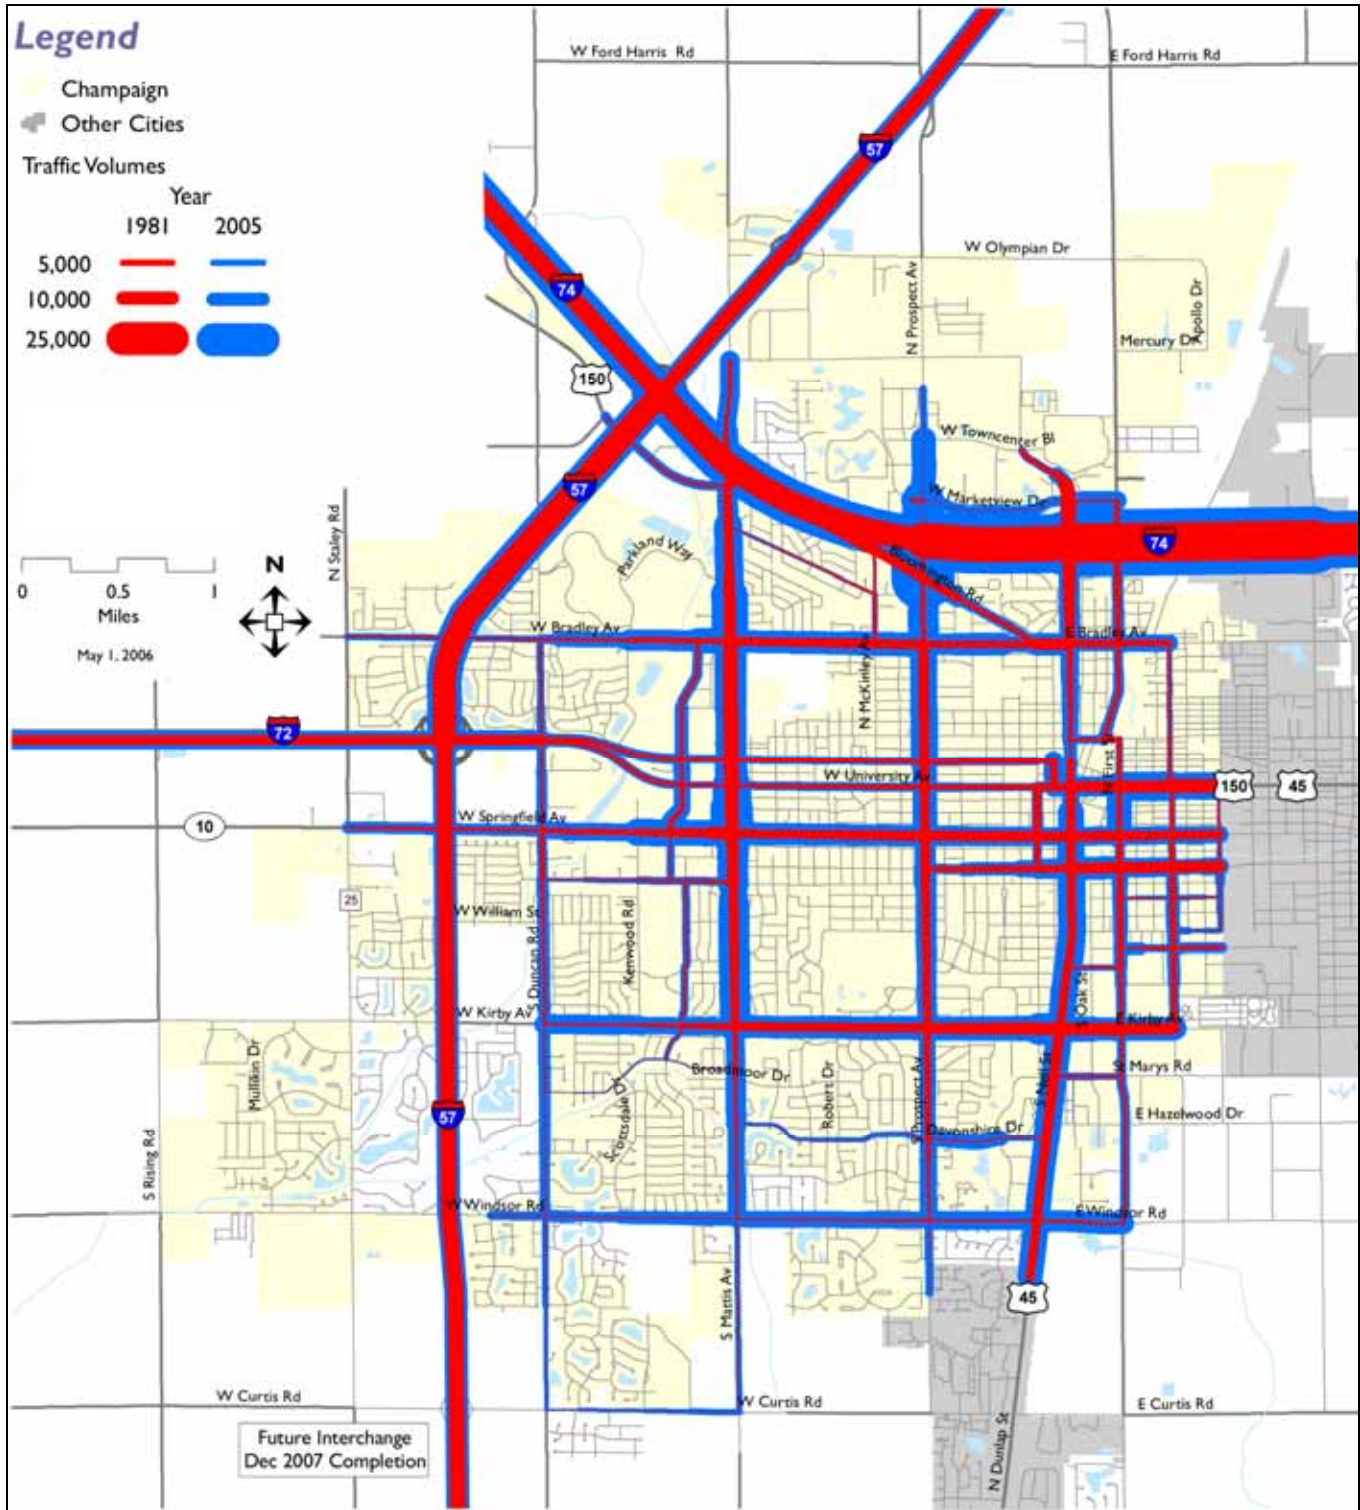 Legend
Champaign
Other Cities
Traffic Volumes
Year
1981 2005
5,000
10,000
25,000
0 0.5 1
Miles
May 1, 2006
N
W Ford Harris Rd
E Ford Harris Rd
57
W Olympian Dr
N Prospect Av
Apollo Dr
Mercury Dr
74
150
W Towncenter Bl
57
W Marketview Dr
N Staley Rd
Parkland Way
74
Bloomington Rd
W Bradley Av
E Bradley Av
N McKinley Av
72
N First St
W University Av
150
45
10
W Springfield Av
25
W William St
Kenwood Rd
S Duncan Rd
W Kirby Av
S Oak St
E Kirby Av
Mullikin Dr
Broadmoor Dr
Robert Dr
S Prospect Av
S Neil St
St Marys Rd
57
Scottsdale Dr
Devonshire Dr
E Hazelwood Dr
S Rising Rd
W Windsor Rd
E Windsor Rd
45
S Mattis Av
W Curtis Rd
W Curtis Rd
E Curtis Rd
N Dunlap St
Future Interchange
Dec 2007 Completion